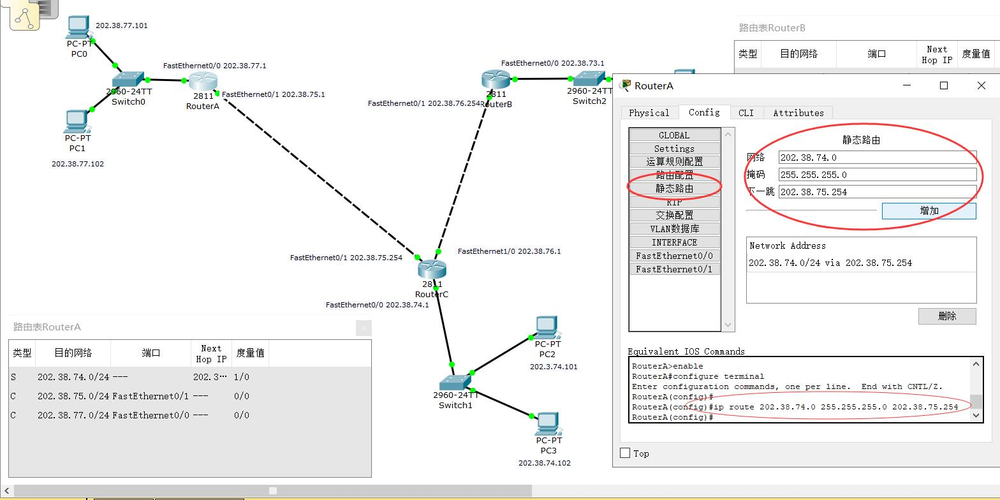 202.38.77.101
PC-PT
PC0
2960-24TT
Switch0
PC-PT
PC1
202.38.77.102
FastEthernet0/0 202.38.77.1
2811
RouterA
FastEthernet0/1 202.38.75.1
FastEthernet0/0 202.38.73.1
2811
RouterB
FastEthernet0/1 202.38.76.254
2960-24TT
Switch2
FastEthernet0/1 202.38.75.254
FastEthernet1/0 202.38.76.1
2811
RouterC
FastEthernet0/0 202.38.74.1
2960-24TT
Switch1
PC-PT
PC2
202.3.74.101
PC-PT
PC3
202.38.74.102
路由表RouterA
类型 目的网络 端口 Next Hop IP 度量值
S 202.38.74.0/24 --- 202.3… 1/0
C 202.38.75.0/24 FastEthernet0/1 --- 0/0
C 202.38.77.0/24 FastEthernet0/0 --- 0/0
路由表RouterB
类型 目的网络 端口 Next Hop IP 度量值
RouterA
Physical Config CLI Attributes
GLOBAL
Settings
运算规则配置
路由配置
静态路由
RIP
交换配置
VLAN数据库
INTERFACE
FastEthernet0/0
FastEthernet0/1
静态路由
网络 202.38.74.0
掩码 255.255.255.0
下一跳 202.38.75.254
增加
Network Address
202.38.74.0/24 via 202.38.75.254
删除
Equivalent IOS Commands
RouterA>enable
RouterA#configure terminal
Enter configuration commands, one per line. End with CNTL/Z.
RouterA(config)#
RouterA(config)#ip route 202.38.74.0 255.255.255.0 202.38.75.254
RouterA(config)#
Top